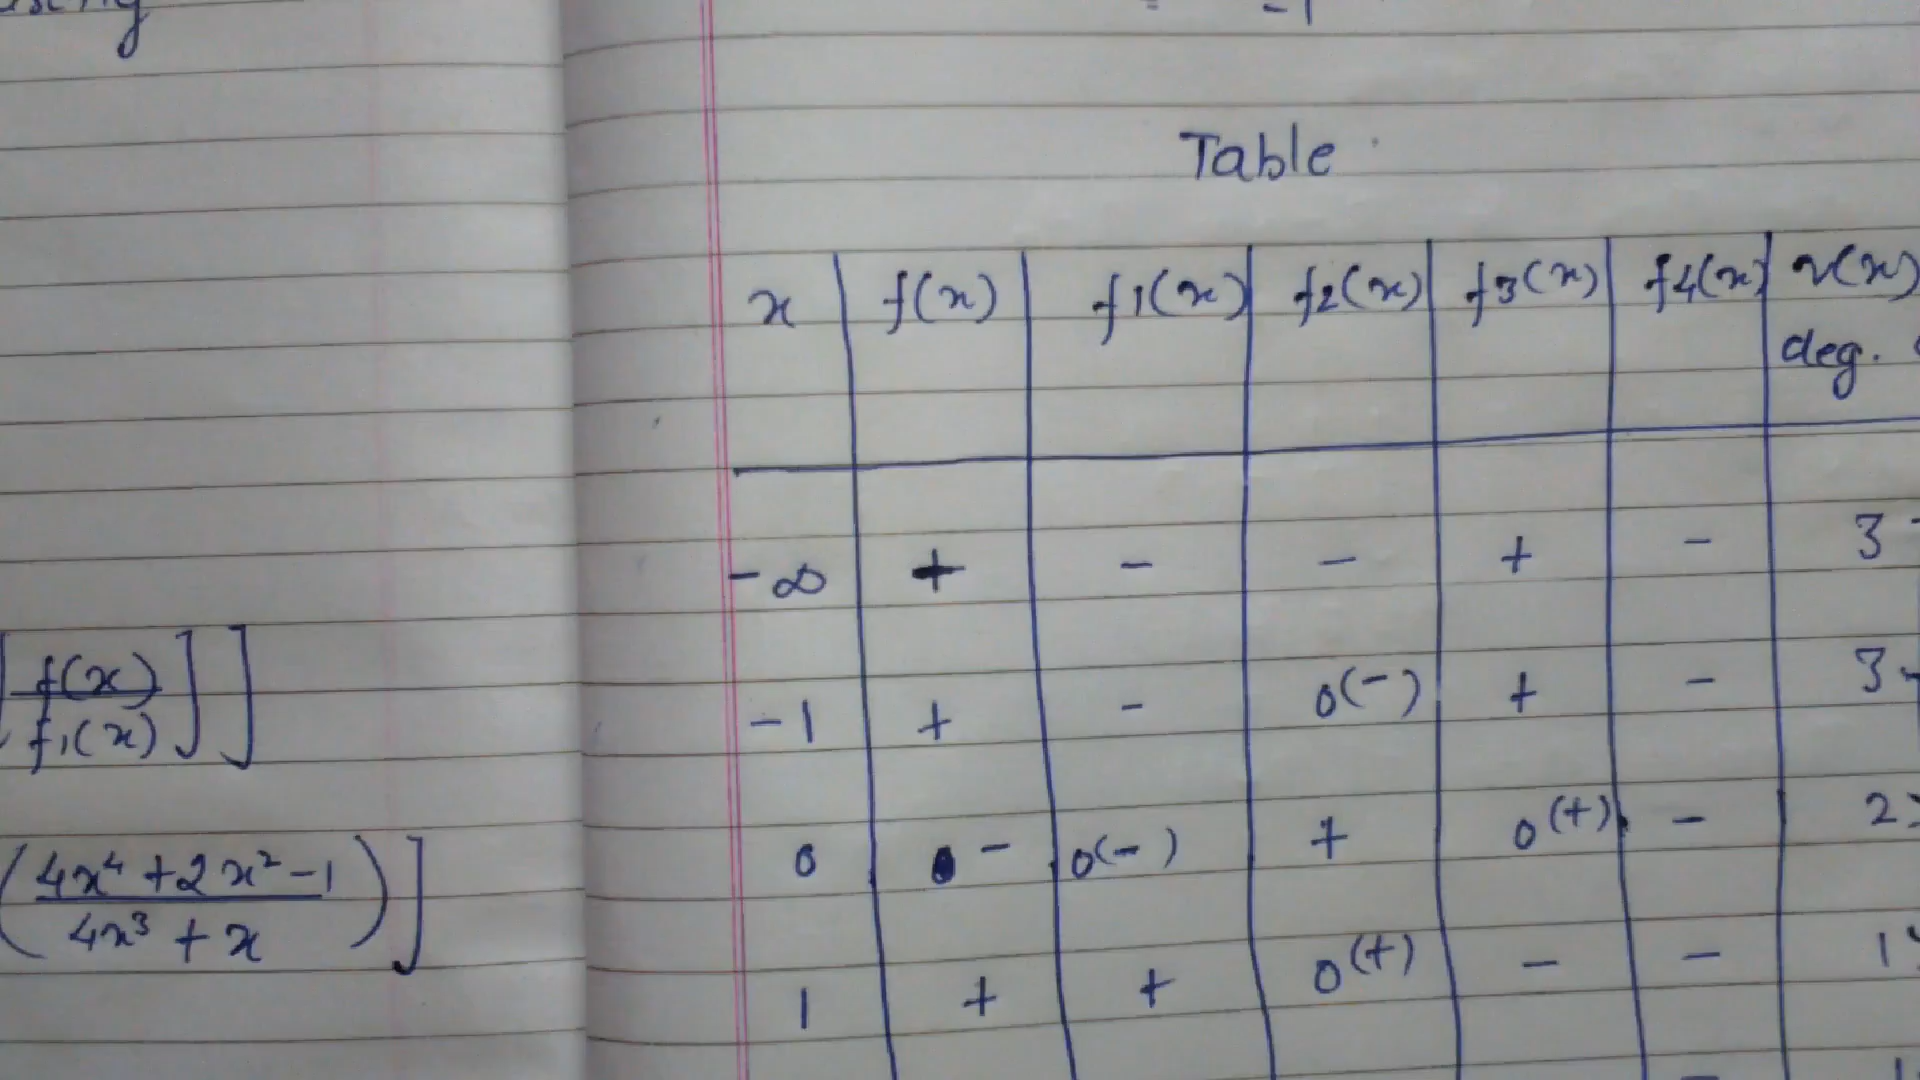 = -1
Table
x f(x) f1(x) f2(x) f3(x) f4(x) v(x)
deg.
-∞ + - - + - 3
-1 + - 0(-) + - 3
0 - 0(-) + 0(+) - 2
1 + + 0(+) - - 1
[f(x)/f1(x)]]
(4x⁴+2x²-1/4x³+x)]